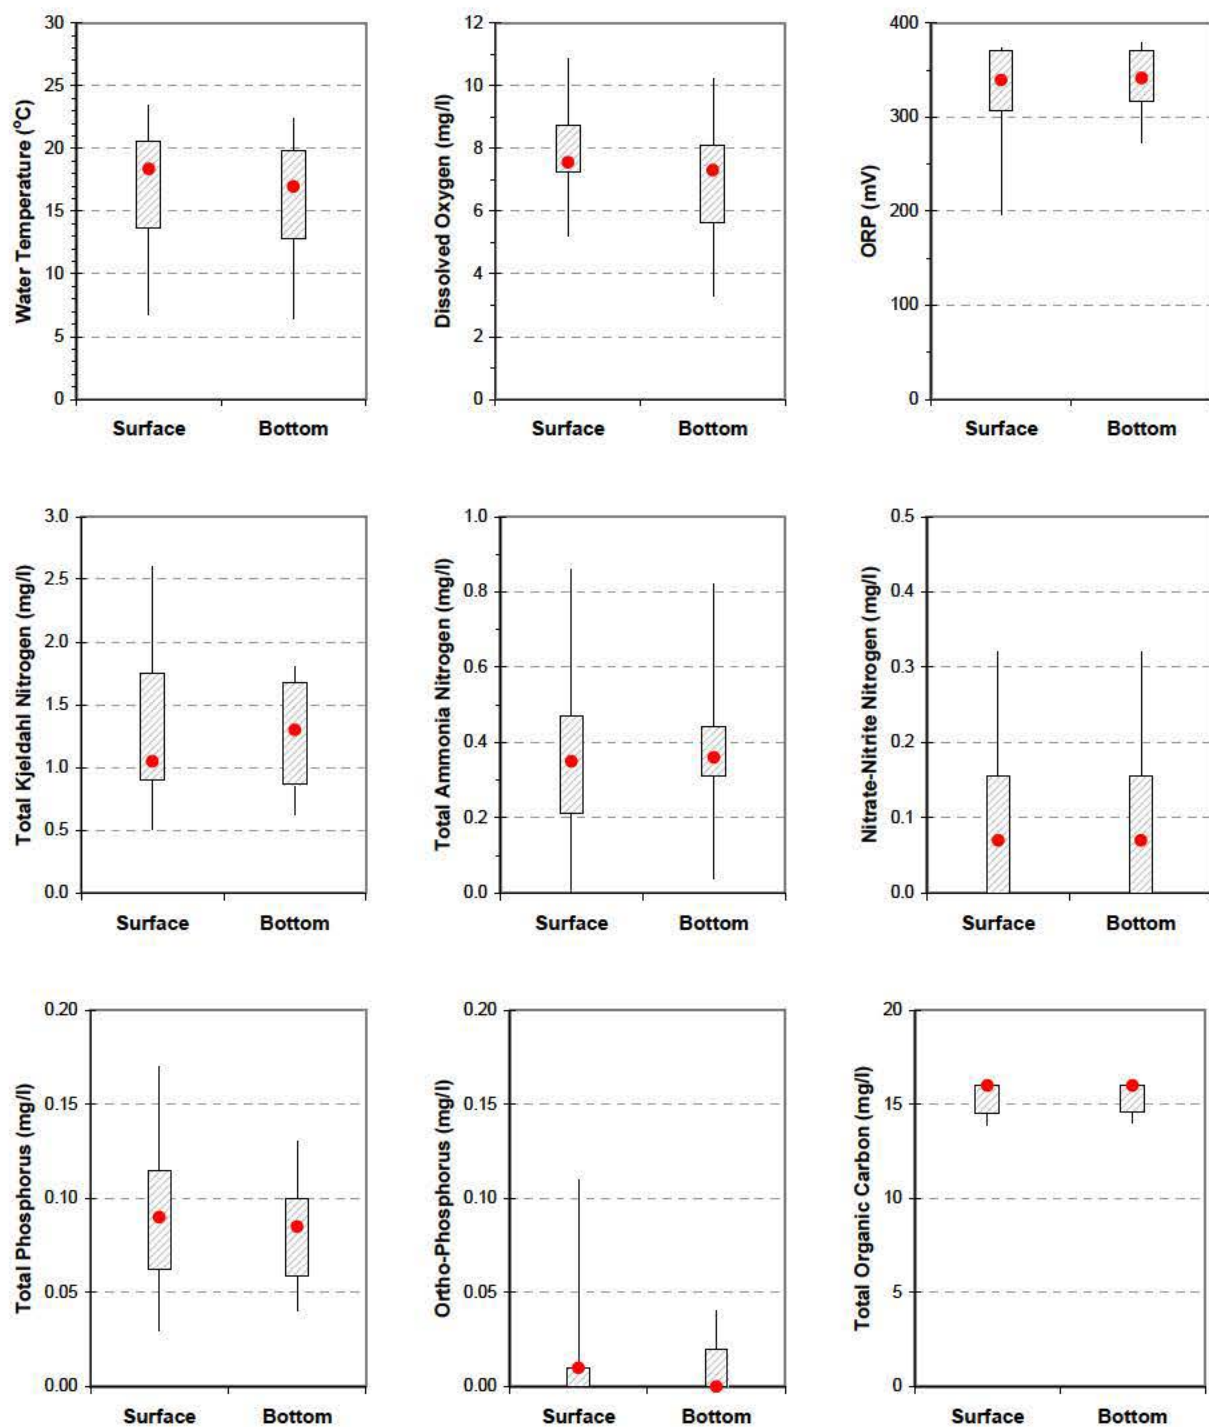 Water Temperature (°C)
30
25
20
15
10
5
0
Surface Bottom
Dissolved Oxygen (mg/l)
12
10
8
6
4
2
0
Surface Bottom
ORP (mV)
400
300
200
100
0
Surface Bottom
Total Kjeldahl Nitrogen (mg/l)
3.0
2.5
2.0
1.5
1.0
0.5
0.0
Surface Bottom
Total Ammonia Nitrogen (mg/l)
1.0
0.8
0.6
0.4
0.2
0.0
Surface Bottom
Nitrate-Nitrite Nitrogen (mg/l)
0.5
0.4
0.3
0.2
0.1
0.0
Surface Bottom
Total Phosphorus (mg/l)
0.20
0.15
0.10
0.05
0.00
Surface Bottom
Ortho-Phosphorus (mg/l)
0.20
0.15
0.10
0.05
0.00
Surface Bottom
Total Organic Carbon (mg/l)
20
15
10
5
0
Surface Bottom